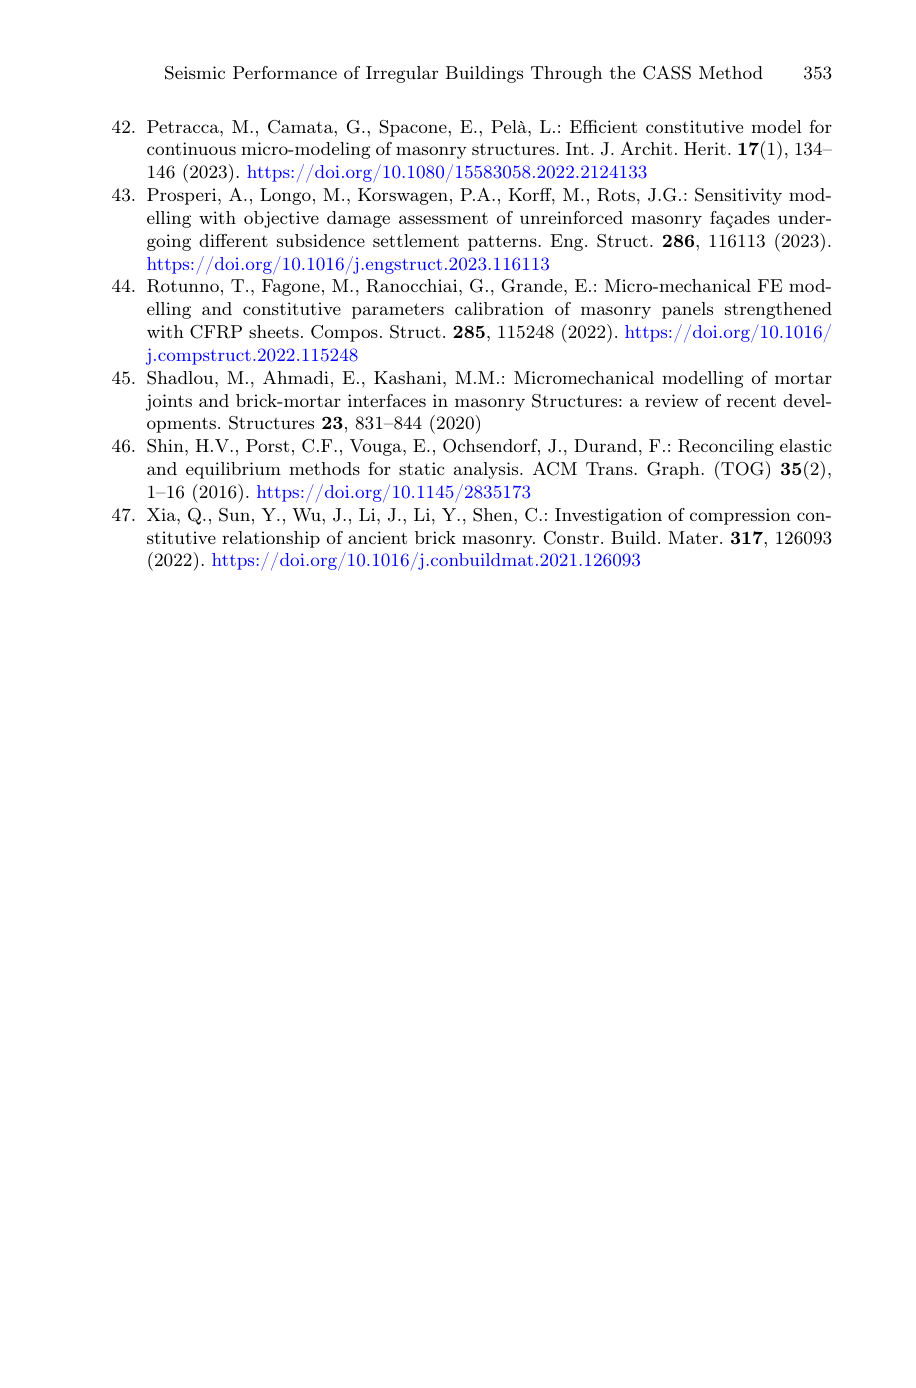 Seismic Performance of Irregular Buildings Through the CASS Method 353
42. Petracca, M., Camata, G., Spacone, E., Pelà, L.: Efficient constitutive model for
continuous micro-modeling of masonry structures. Int. J. Archit. Herit. 17(1), 134–
146 (2023). https://doi.org/10.1080/15583058.2022.2124133
43. Prosperi, A., Longo, M., Korswagen, P.A., Korff, M., Rots, J.G.: Sensitivity mod-
elling with objective damage assessment of unreinforced masonry façades under-
going different subsidence settlement patterns. Eng. Struct. 286, 116113 (2023).
https://doi.org/10.1016/j.engstruct.2023.116113
44. Rotunno, T., Fagone, M., Ranocchiai, G., Grande, E.: Micro-mechanical FE mod-
elling and constitutive parameters calibration of masonry panels strengthened
with CFRP sheets. Compos. Struct. 285, 115248 (2022). https://doi.org/10.1016/
j.compstruct.2022.115248
45. Shadlou, M., Ahmadi, E., Kashani, M.M.: Micromechanical modelling of mortar
joints and brick-mortar interfaces in masonry Structures: a review of recent devel-
opments. Structures 23, 831–844 (2020)
46. Shin, H.V., Porst, C.F., Vouga, E., Ochsendorf, J., Durand, F.: Reconciling elastic
and equilibrium methods for static analysis. ACM Trans. Graph. (TOG) 35(2),
1–16 (2016). https://doi.org/10.1145/2835173
47. Xia, Q., Sun, Y., Wu, J., Li, J., Li, Y., Shen, C.: Investigation of compression con-
stitutive relationship of ancient brick masonry. Constr. Build. Mater. 317, 126093
(2022). https://doi.org/10.1016/j.conbuildmat.2021.126093